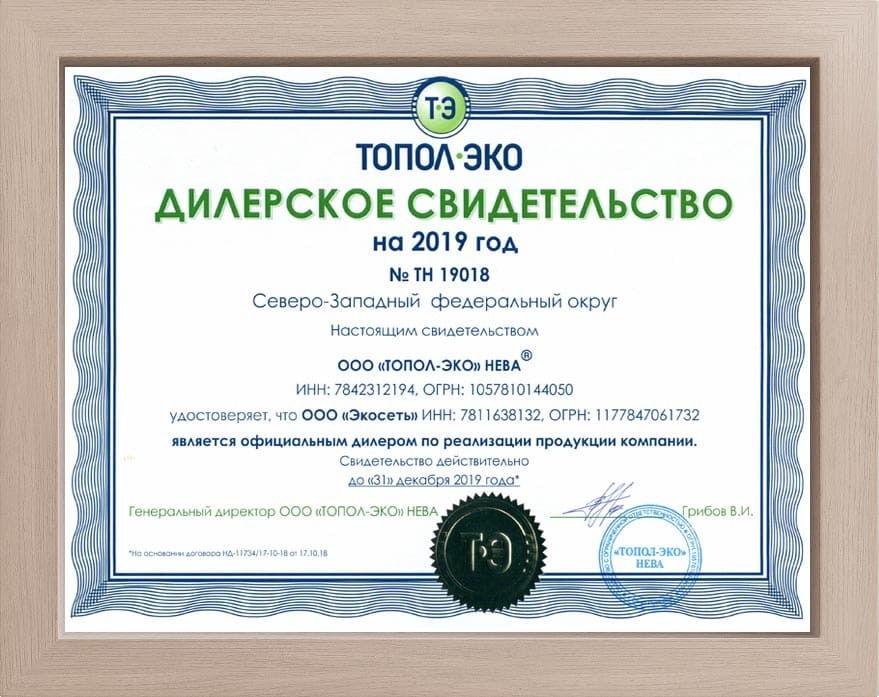 Т·Э
ТОПОЛ·ЭКО
ДИЛЕРСКОЕ СВИДЕТЕЛЬСТВО
на 2019 год
№ ТН 19018
Северо-Западный федеральный округ
Настоящим свидетельством
ООО «ТОПОЛ-ЭКО» НЕВА®
ИНН: 7842312194, ОГРН: 1057810144050
удостоверяет, что ООО «Экосеть» ИНН: 7811638132, ОГРН: 1177847061732
является официальным дилером по реализации продукции компании.
Свидетельство действительно
до «31» декабря 2019 года*
Генеральный директор ООО «ТОПОЛ-ЭКО» НЕВА
Грибов В.И.
Т·Э
*На основании договора НД-11734/17-10-18 от 17.10.18
«ТОПОЛ-ЭКО»
НЕВА